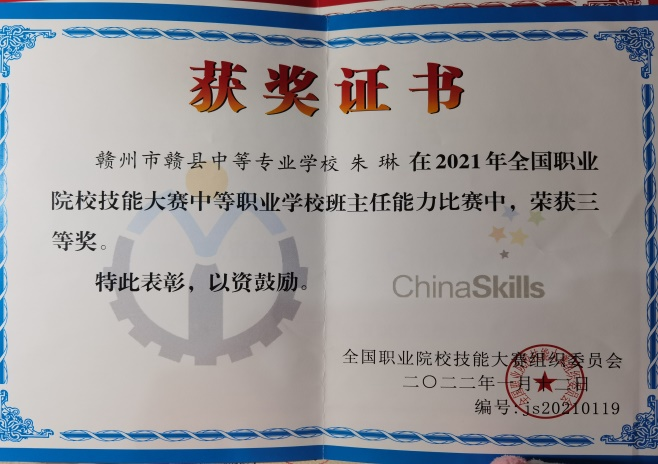 获奖证书
赣州市赣县中等专业学校 朱琳 在2021年全国职业
院校技能大赛中等职业学校班主任能力比赛中，荣获三
等奖。
特此表彰，以资鼓励。
ChinaSkills
全国职业院校技能大赛组织委员会
二〇二二年一月 二日
编号:js20210119